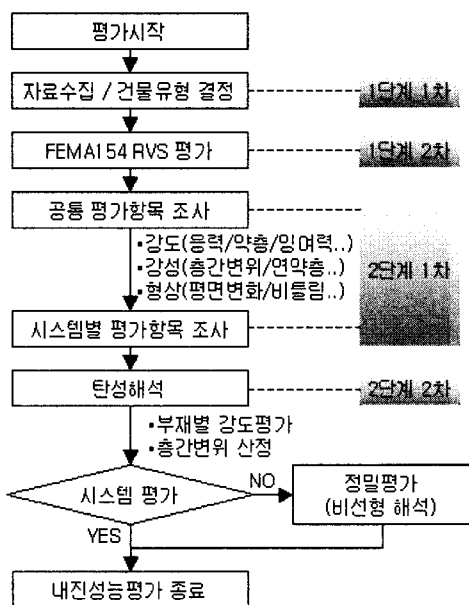 평가시작
자료수집 / 건물유형 결정
1단계 1차
FEMA154 RVS 평가
1단계 2차
공통 평가항목 조사
•강도(응력/약층/잉여력..)
•강성(층간변위/연약층..)
•형상(평면변화/비틀림..)
2단계 1차
시스템별 평가항목 조사
탄성해석
2단계 2차
•부재별 강도평가
•층간변위 산정
시스템 평가
NO
정밀평가
(비선형 해석)
YES
내진성능평가 종료